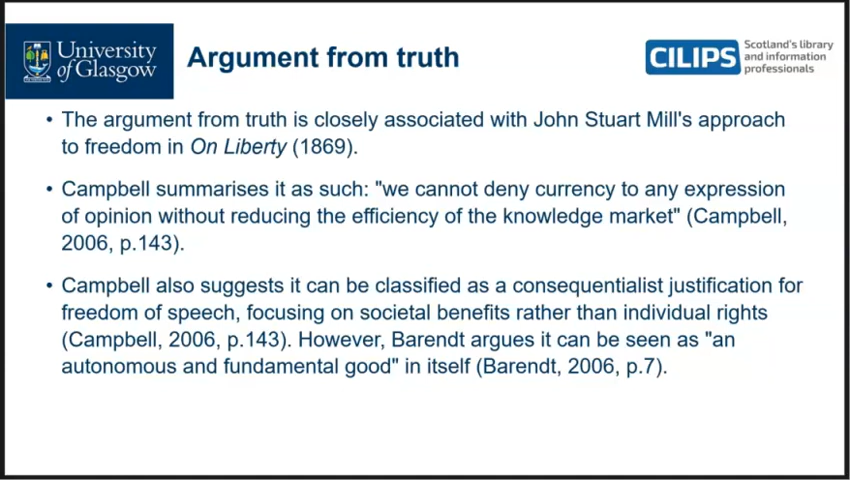 University
of Glasgow
Argument from truth
CILIPS
Scotland's library
and information
professionals
• The argument from truth is closely associated with John Stuart Mill's approach
to freedom in On Liberty (1869).
• Campbell summarises it as such: "we cannot deny currency to any expression
of opinion without reducing the efficiency of the knowledge market" (Campbell,
2006, p.143).
• Campbell also suggests it can be classified as a consequentialist justification for
freedom of speech, focusing on societal benefits rather than individual rights
(Campbell, 2006, p.143). However, Barendt argues it can be seen as "an
autonomous and fundamental good" in itself (Barendt, 2006, p.7).